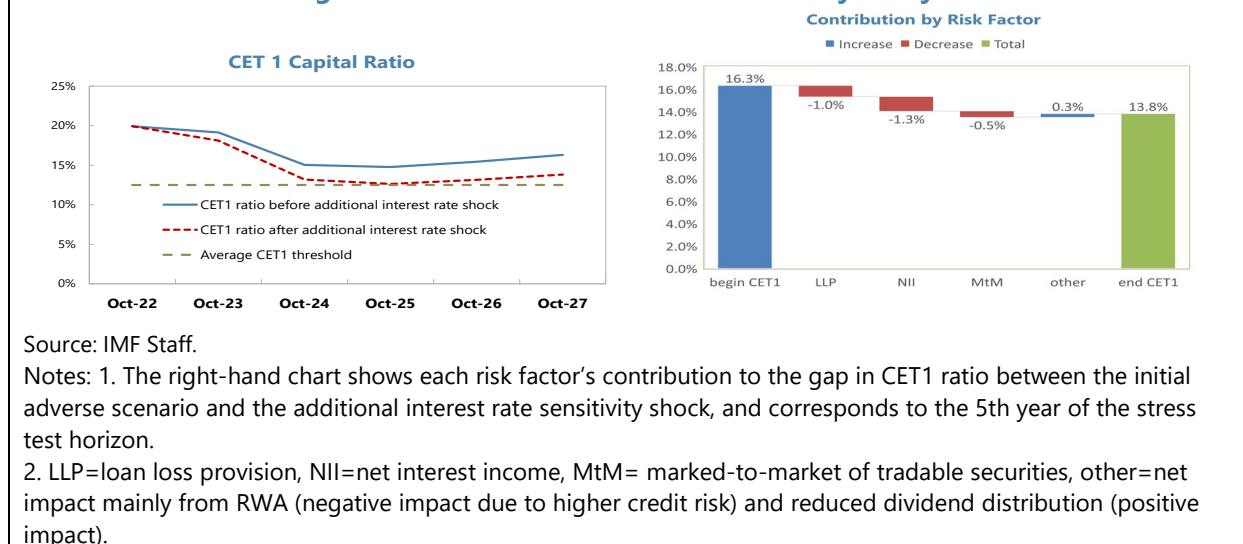 Contribution by Risk Factor
Increase Decrease Total
CET 1 Capital Ratio
25%
20%
15%
10%
5%
0%
CET1 ratio before additional interest rate shock
CET1 ratio after additional interest rate shock
Average CET1 threshold
Oct-22 Oct-23 Oct-24 Oct-25 Oct-26 Oct-27
18.0%
16.0%
14.0%
12.0%
10.0%
8.0%
6.0%
4.0%
2.0%
0.0%
16.3%
-1.0%
-1.3%
-0.5%
0.3%
13.8%
begin CET1 LLP NII MtM other end CET1
Source: IMF Staff.
Notes: 1. The right-hand chart shows each risk factor’s contribution to the gap in CET1 ratio between the initial
adverse scenario and the additional interest rate sensitivity shock, and corresponds to the 5th year of the stress
test horizon.
2. LLP=loan loss provision, NII=net interest income, MtM= marked-to-market of tradable securities, other=net
impact mainly from RWA (negative impact due to higher credit risk) and reduced dividend distribution (positive
impact).